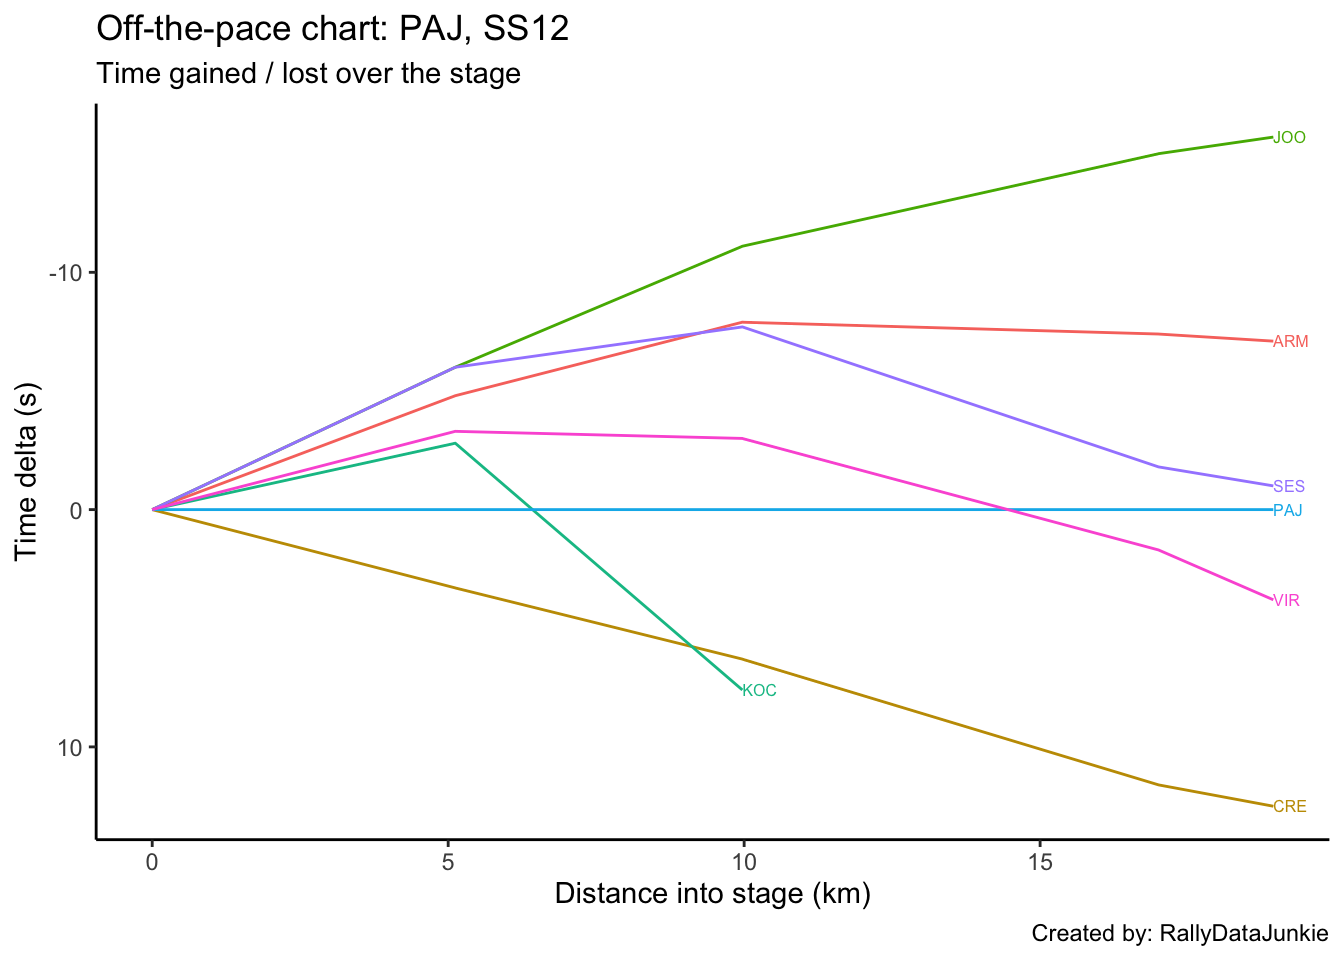 Off-the-pace chart: PAJ, SS12
Time gained / lost over the stage
JOO
-10
ARM
SES
0
PAJ
VIR
KOC
10
CRE
Time delta (s)
0 5 10 15
Distance into stage (km)
Created by: RallyDataJunkie